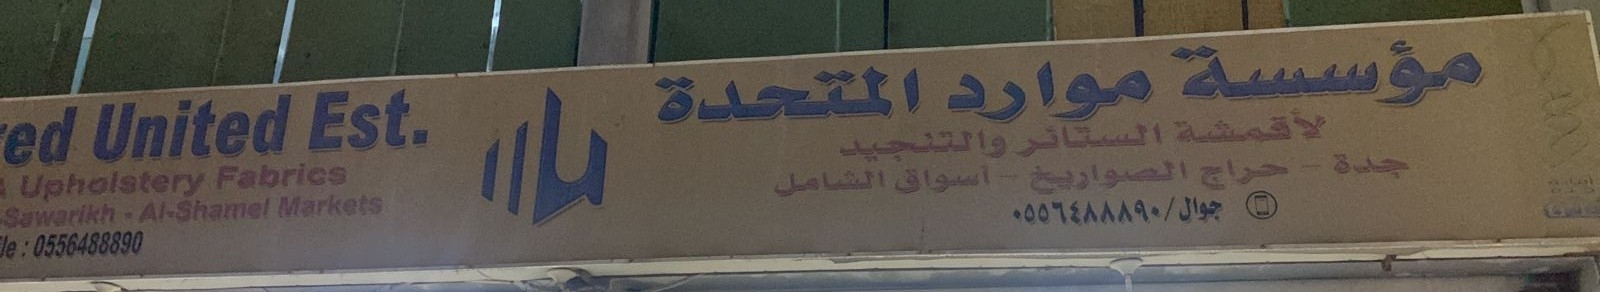 مؤسسة موارد المتحدة
لأقمشة الستائر والتنجيد
جدة - حراج الصواريخ - أسواق الشامل
جوال/ ٠٥٥٦٤٨٨٨٩٠
red United Est.
& Upholstery Fabrics
-Sawarikh - Al-Shamel Markets
ile : 0556488890